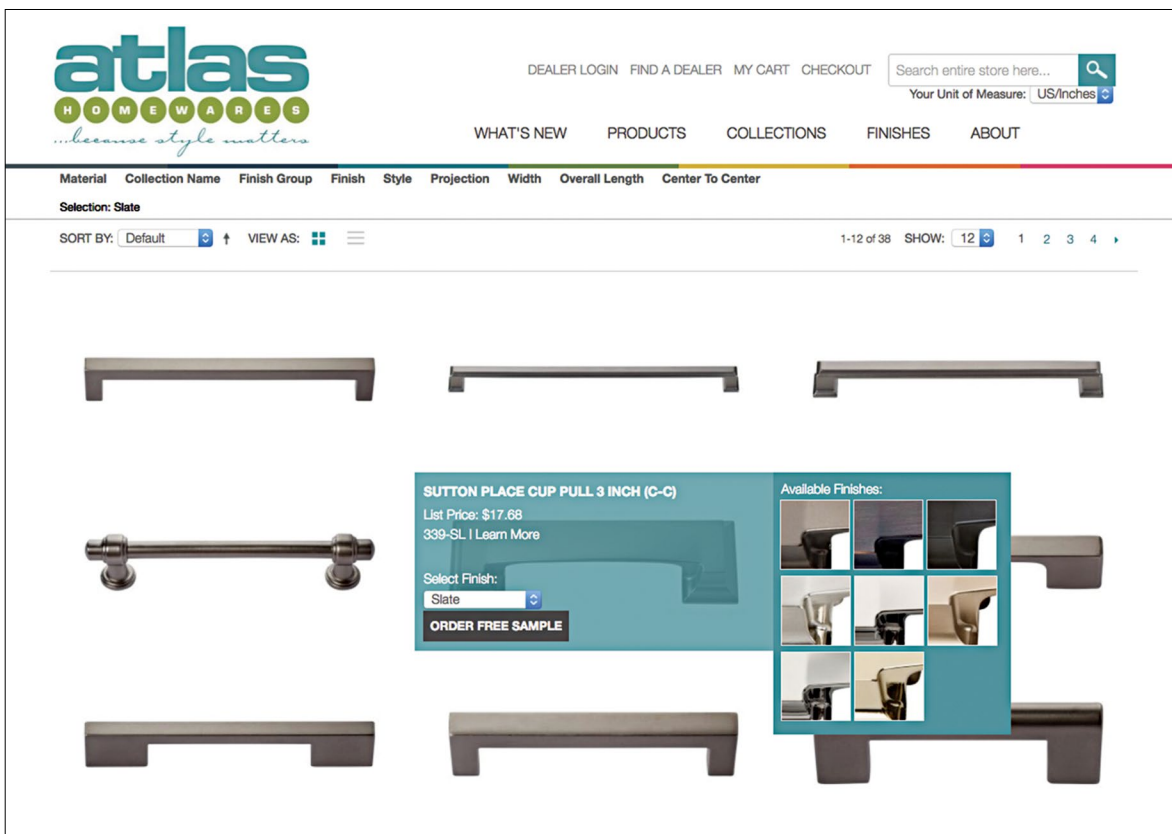 atlas
HOMEWARES
...because style matters
DEALER LOGIN FIND A DEALER MY CART CHECKOUT
Search entire store here...
Your Unit of Measure: US/Inches
WHAT'S NEW PRODUCTS COLLECTIONS FINISHES ABOUT
Material Collection Name Finish Group Finish Style Projection Width Overall Length Center To Center
Selection: Slate
SORT BY: Default VIEW AS:
1-12 of 38 SHOW: 12 1 2 3 4
SUTTON PLACE CUP PULL 3 INCH (C-C)
List Price: $17.68
339-SL | Learn More
Select Finish:
Slate
ORDER FREE SAMPLE
Available Finishes: